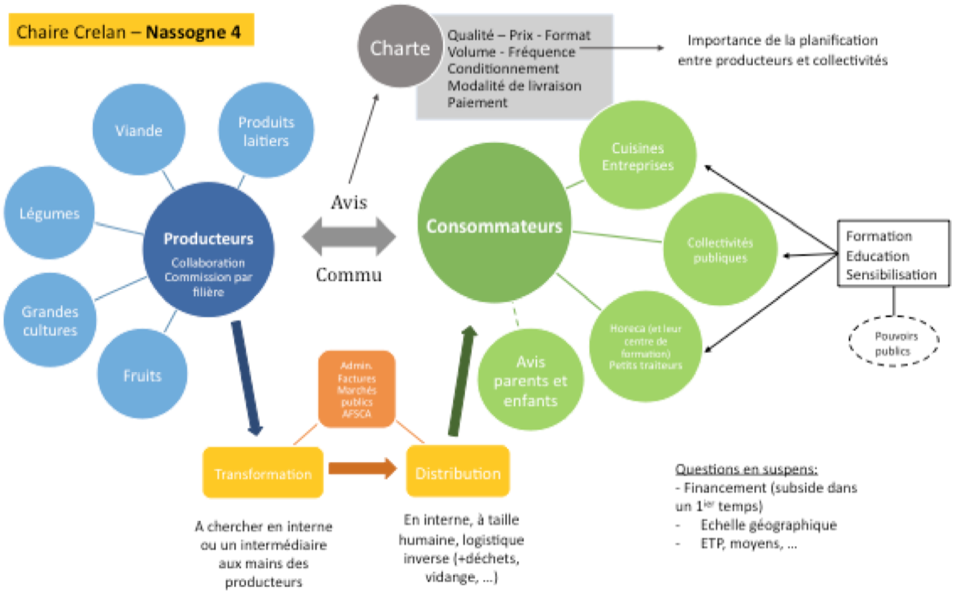 Chaire Crelan – Nassogne 4
Charte
Qualité – Prix - Format
Volume - Fréquence
Conditionnement
Modalité de livraison
Paiement
Importance de la planification
entre producteurs et collectivités
Viande
Produits
laitiers
Légumes
Grandes
cultures
Fruits
Producteurs
Collaboration
Commission par
filière
Avis
Commu
Consommateurs
Cuisines
Entreprises
Collectivités
publiques
Horeca (et leur
centre de
formation)
Petits traiteurs
Avis
parents et
enfants
Formation
Education
Sensibilisation
Pouvoirs
publics
Admin.
Factures
Marchés
publics
AFSCA
Transformation
Distribution
A chercher en interne
ou un intermédiaire
aux mains des
producteurs
En interne, à taille
humaine, logistique
inverse (+déchets,
vidange, …)
Questions en suspens:
- Financement (subside dans
un 1ier temps)
- Echelle géographique
- ETP, moyens, …